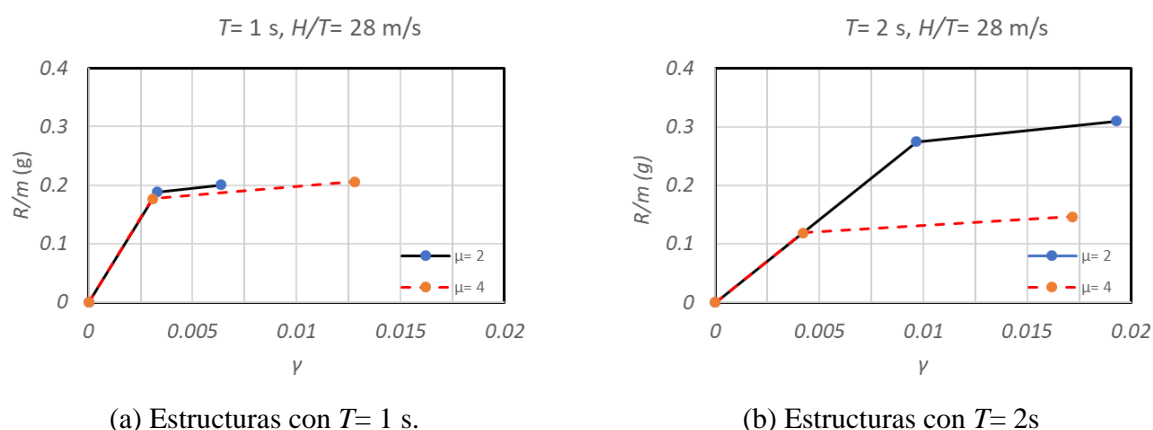 T= 1 s, H/T= 28 m/s
0.4
0.3
0.2
0.1
0
R/m (g)
0
0.005
0.01
0.015
0.02
γ
μ= 2
μ= 4
(a) Estructuras con T= 1 s.
T= 2 s, H/T= 28 m/s
0.4
0.3
0.2
0.1
0
R/m (g)
0
0.005
0.01
0.015
0.02
γ
μ= 2
μ= 4
(b) Estructuras con T= 2s